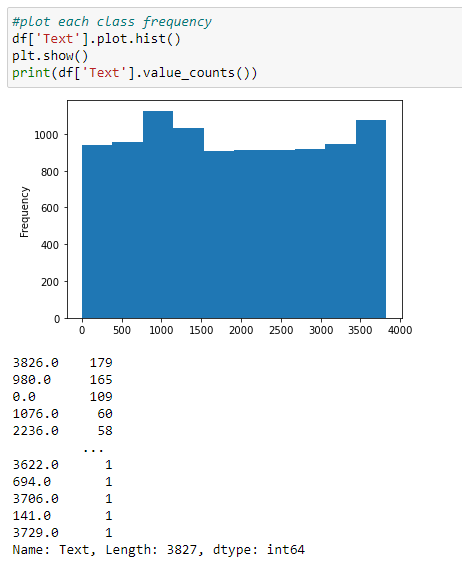 #plot each class frequency
df['Text'].plot.hist()
plt.show()
print(df['Text'].value_counts())
1000
800
600
400
200
0
Frequency
0 500 1000 1500 2000 2500 3000 3500 4000
3826.0 179
980.0 165
0.0 109
1076.0 60
2236.0 58
...
3622.0 1
694.0 1
3706.0 1
141.0 1
3729.0 1
Name: Text, Length: 3827, dtype: int64